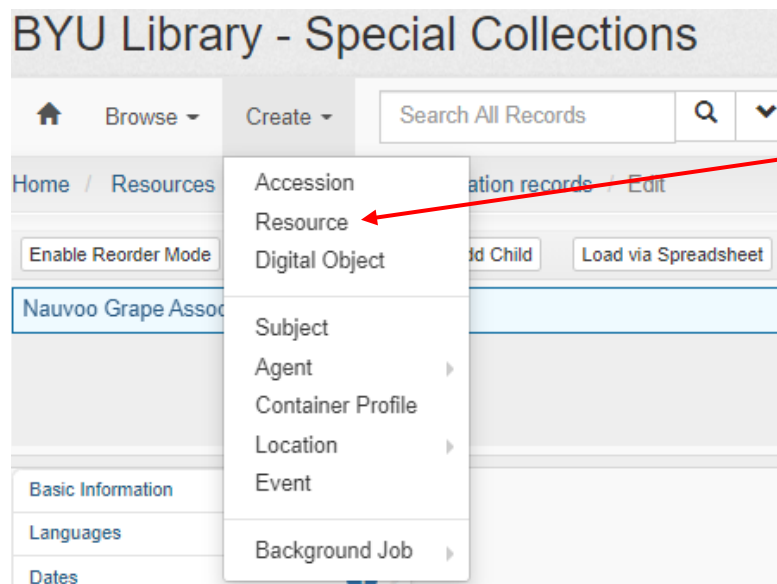 BYU Library - Special Collections
Browse Create Search All Records
Home / Resources ation records / Edit
Accession
Resource
Digital Object
Enable Reorder Mode dd Child Load via Spreadsheet
Nauvoo Grape Assoc
Subject
Agent
Container Profile
Location
Event
Background Job
Basic Information
Languages
Dates